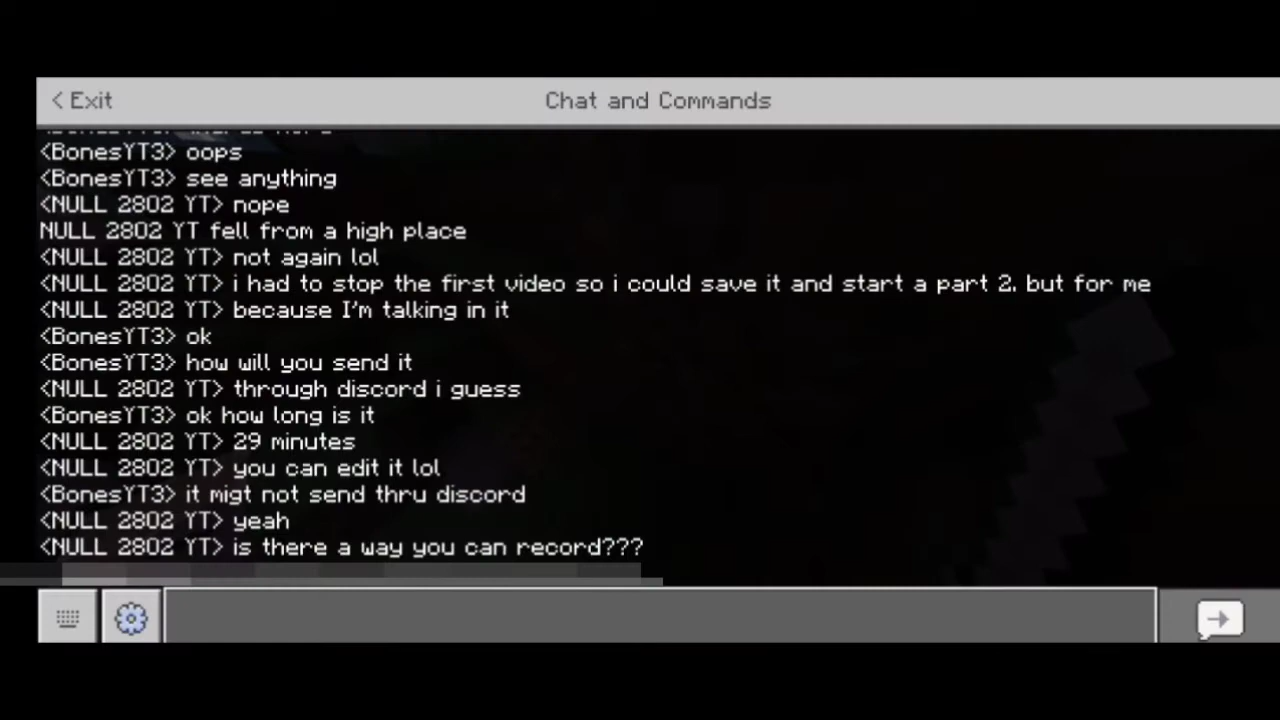 < Exit
Chat and Commands
<BonesYT3> oops
<BonesYT3> see anything
<NULL 2802 YT> nope
NULL 2802 YT fell from a high place
<NULL 2802 YT> not again lol
<NULL 2802 YT> i had to stop the first video so i could save it and start a part 2. but for me
<NULL 2802 YT> because I'm talking in it
<BonesYT3> ok
<BonesYT3> how will you send it
<NULL 2802 YT> through discord i guess
<BonesYT3> ok how long is it
<NULL 2802 YT> 29 minutes
<NULL 2802 YT> you can edit it lol
<BonesYT3> it migt not send thru discord
<NULL 2802 YT> yeah
<NULL 2802 YT> is there a way you can record???